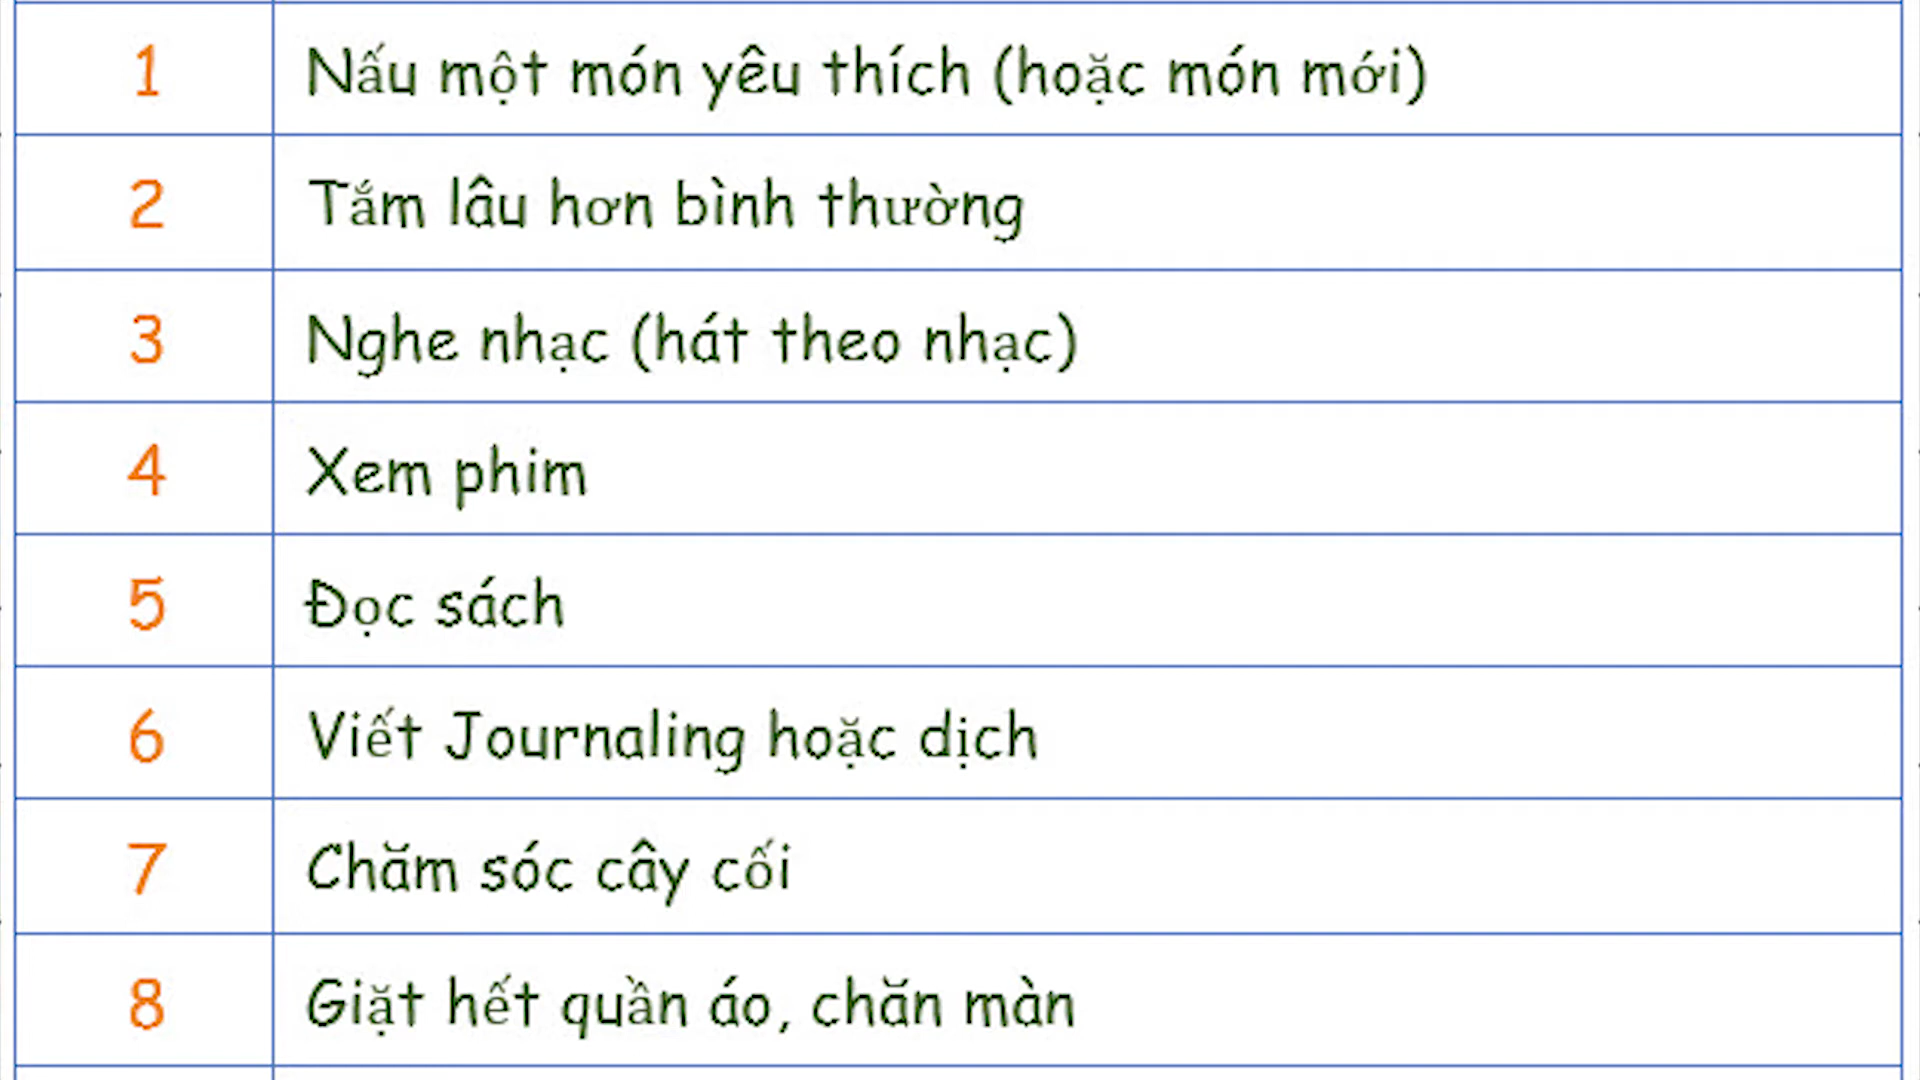 1 Nấu một món yêu thích (hoặc món mới)
2 Tắm lâu hơn bình thường
3 Nghe nhạc (hát theo nhạc)
4 Xem phim
5 Đọc sách
6 Viết Journaling hoặc dịch
7 Chăm sóc cây cối
8 Giặt hết quần áo, chăn màn